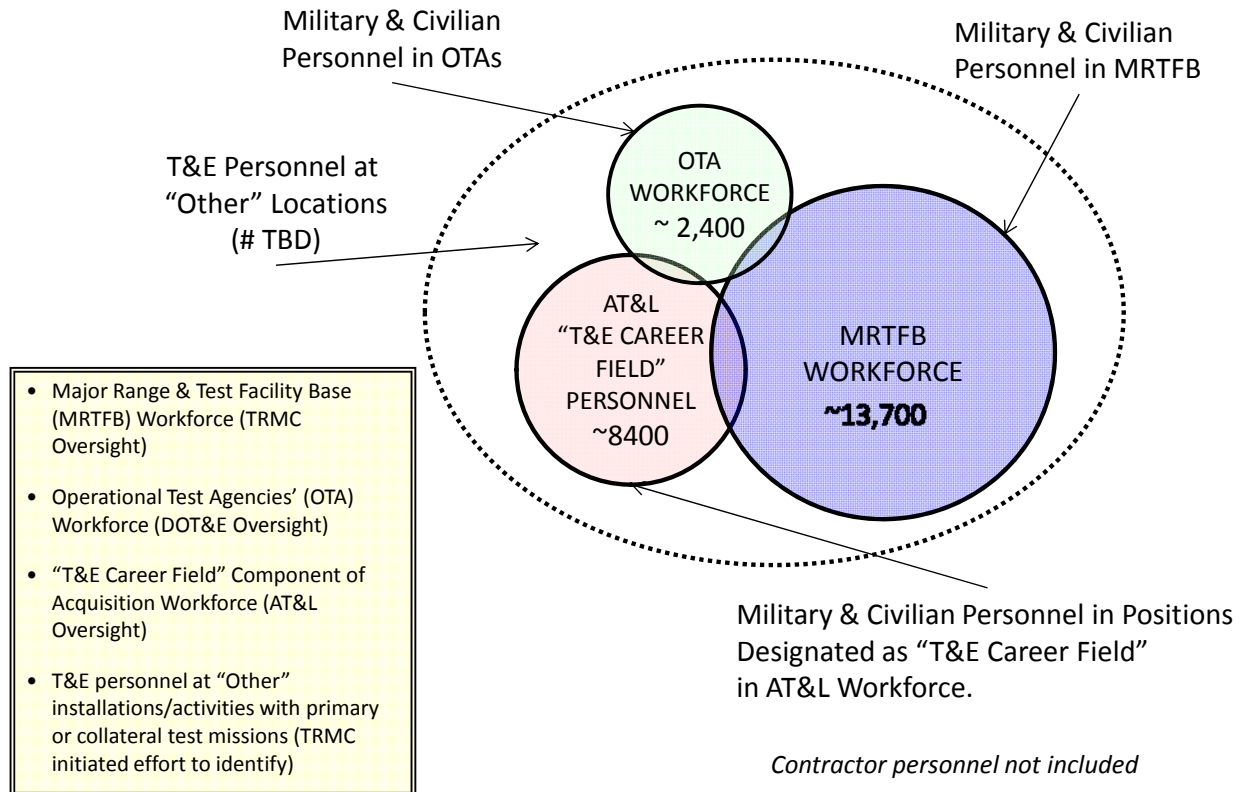 Military & Civilian
Personnel in OTAs
Military & Civilian
Personnel in MRTFB
T&E Personnel at
“Other” Locations
(# TBD)
OTA
WORKFORCE
~ 2,400
AT&L
“T&E CAREER
FIELD”
PERSONNEL
~8400
MRTFB
WORKFORCE
~13,700
• Major Range & Test Facility Base
(MRTFB) Workforce (TRMC
Oversight)
• Operational Test Agencies’ (OTA)
Workforce (DOT&E Oversight)
• “T&E Career Field” Component of
Acquisition Workforce (AT&L
Oversight)
• T&E personnel at “Other”
installations/activities with primary
or collateral test missions (TRMC
initiated effort to identify)
Military & Civilian Personnel in Positions
Designated as “T&E Career Field”
in AT&L Workforce.
Contractor personnel not included